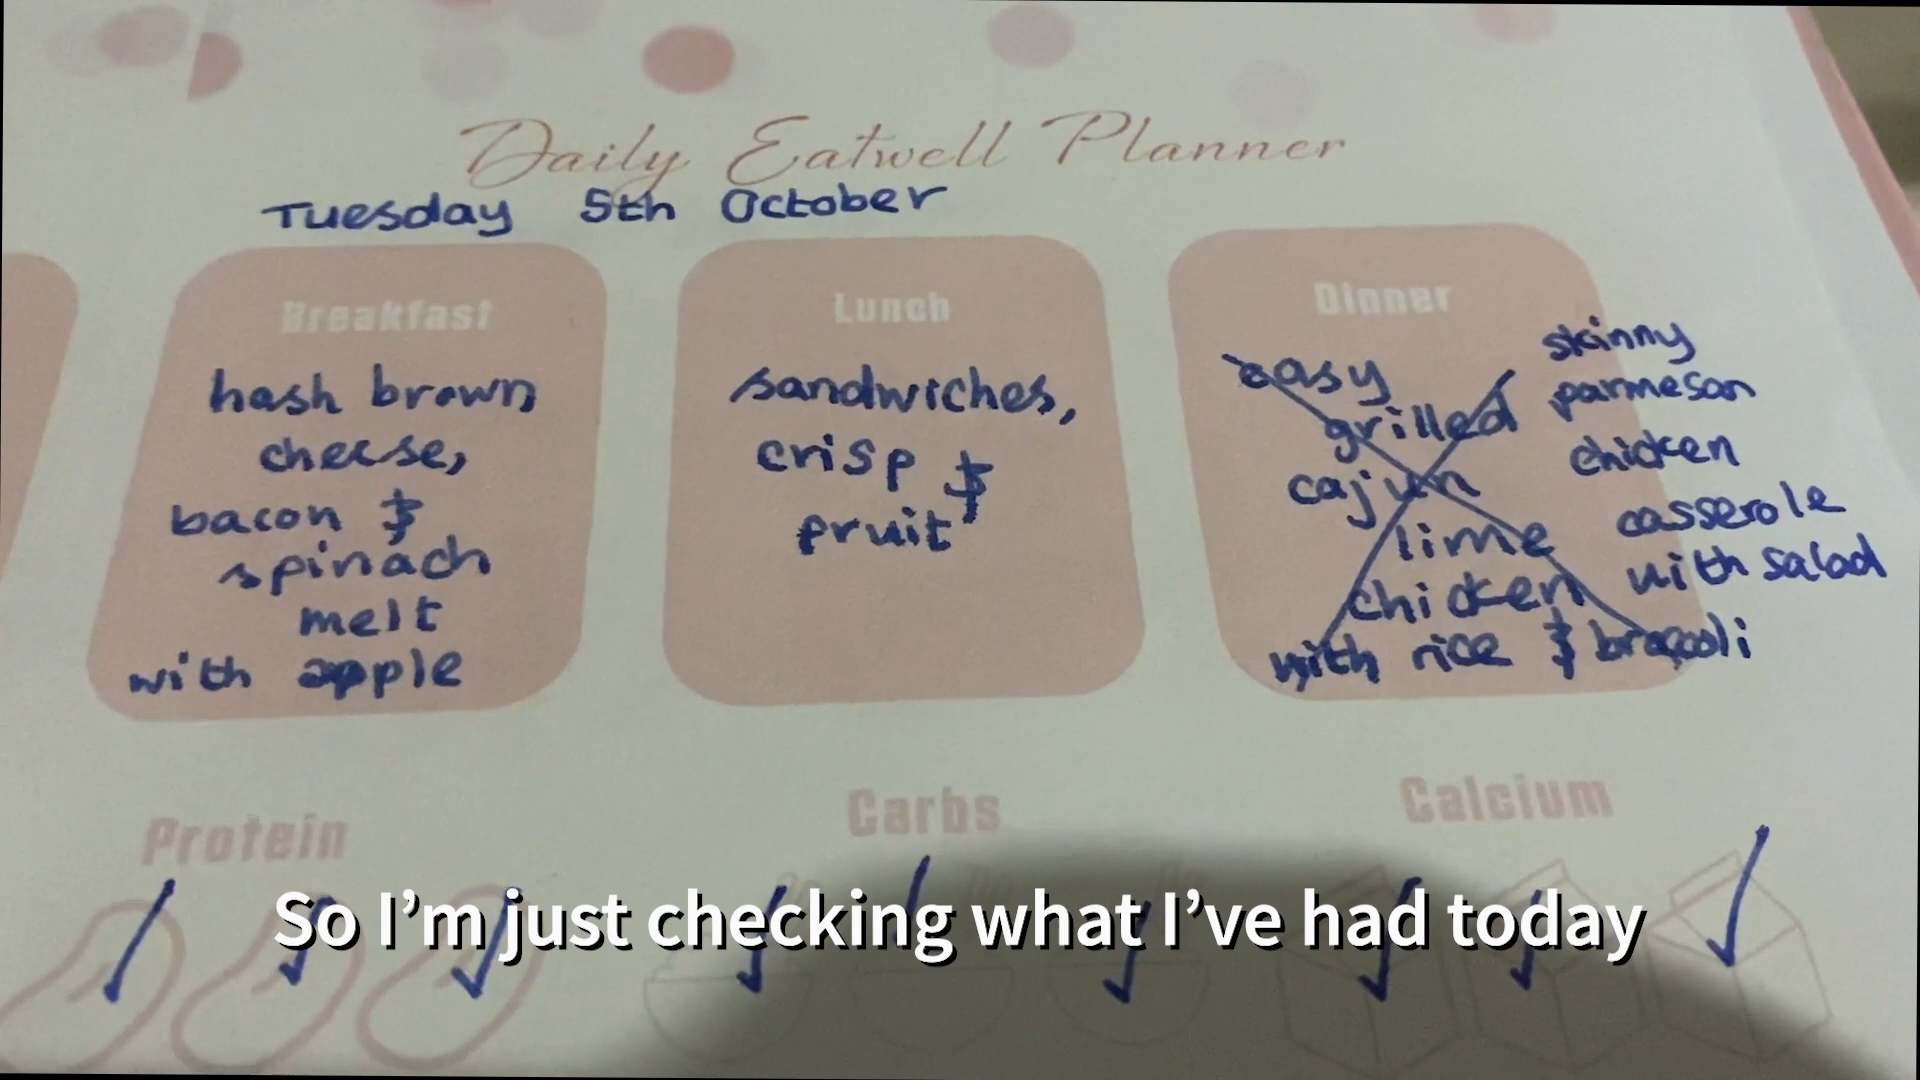 Daily Eatwell Planner
Tuesday 5th October
Breakfast
hash brown
cheese,
bacon &
spinach
melt
with apple
Lunch
sandwiches,
crisp &
fruit
Dinner
easy
grilled
cajun
lime
chicken
with rice & broccoli
skinny
parmesan
chicken
casserole
with salad
Protein
Carbs
Calcium
So I’m just checking what I’ve had today